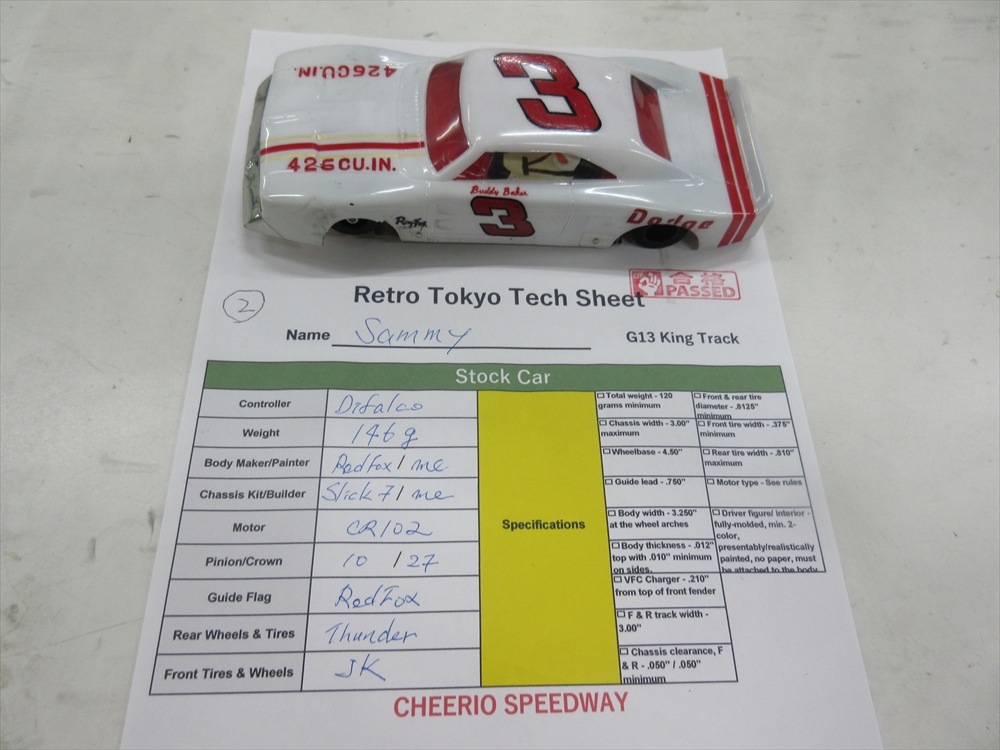 426CU.IN.
3
426CU.IN.
Buddy Baker
3
Ray Fox
Dodge
合格
PASSED
2
Retro Tokyo Tech Sheet
Name Sammy
G13 King Track
Stock Car
Controller Difalco
Weight 146g
Body Maker/Painter Redfox / me
Chassis Kit/Builder Slick 7 / me
Motor CR102
Pinion/Crown 10 / 27
Guide Flag RedFox
Rear Wheels & Tires Thunder
Front Tires & Wheels JK
Specifications
Total weight - 120
grams minimum
Chassis width - 3.00"
maximum
Wheelbase - 4.50"
Guide lead - .750"
Body width - 3.250"
at the wheel arches
Body thickness - .012"
top with .010" minimum
on sides.
VFC Charger - .210"
from top of front fender
F & R track width -
3.00"
Chassis clearance, F
& R - .050" / .050"
minimum
Front & rear tire
diameter - .8125"
minimum
Front tire width - .375"
minimum
Rear tire width - .810"
maximum
Motor type - See rules
Driver figure/ interior -
fully-molded, min. 2-
color,
presentably/realistically
painted, no paper, must
be attached to the body
CHEERIO SPEEDWAY